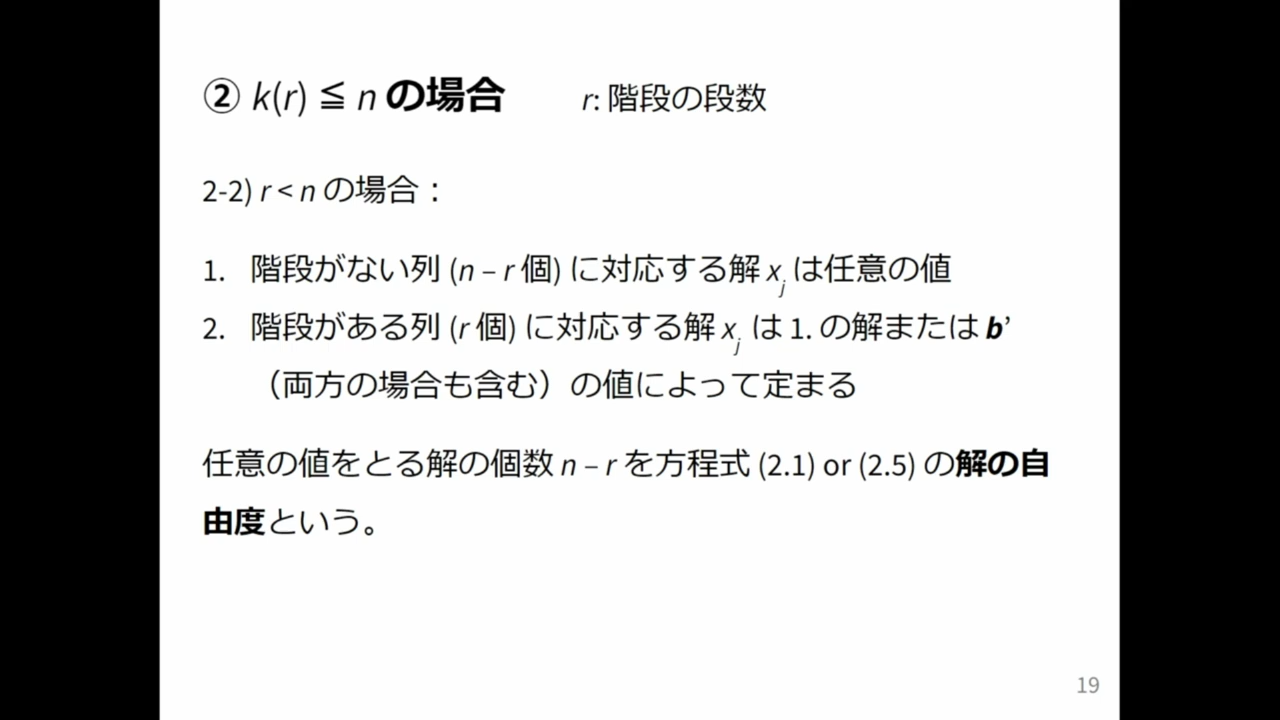 ② k(r) ≦ n の場合 r: 階段の段数
2-2) r < n の場合：
1. 階段がない列 (n – r 個) に対応する解 xj は任意の値
2. 階段がある列 (r 個) に対応する解 xj は 1. の解または b’
（両方の場合も含む）の値によって定まる
任意の値をとる解の個数 n – r を方程式 (2.1) or (2.5) の解の自
由度という。
19